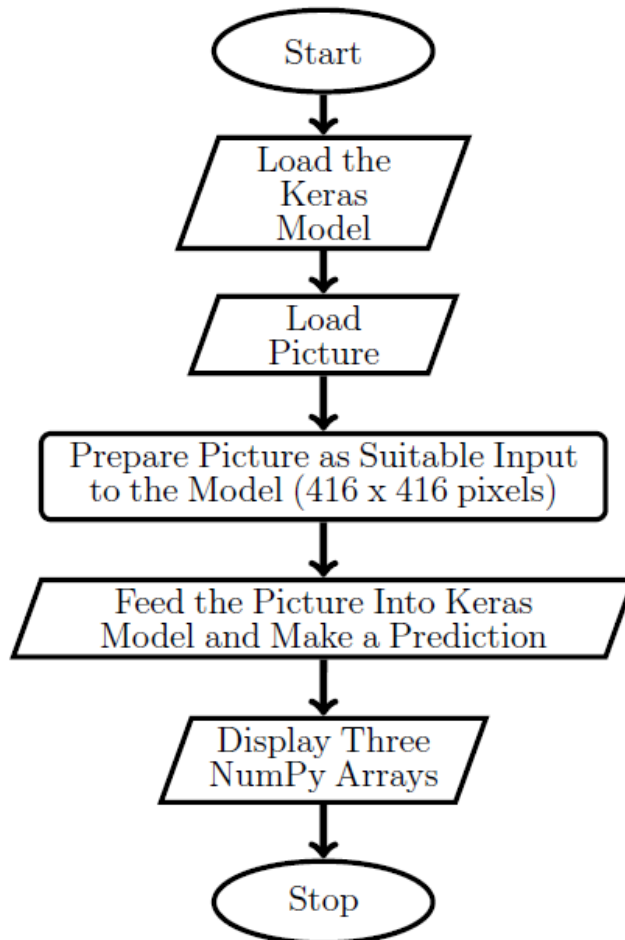 Start
Load the
Keras
Model
Load
Picture
Prepare Picture as Suitable Input
to the Model (416 x 416 pixels)
Feed the Picture Into Keras
Model and Make a Prediction
Display Three
NumPy Arrays
Stop